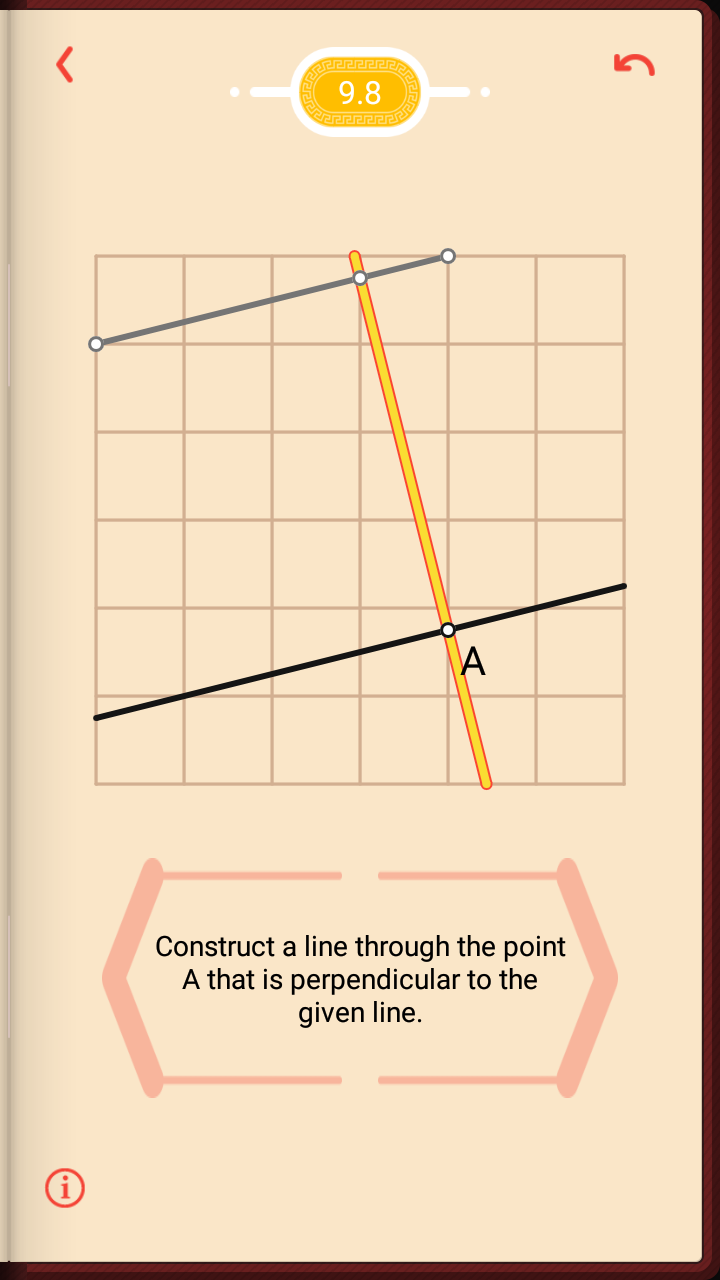 9.8
A
Construct a line through the point
A that is perpendicular to the
given line.
i